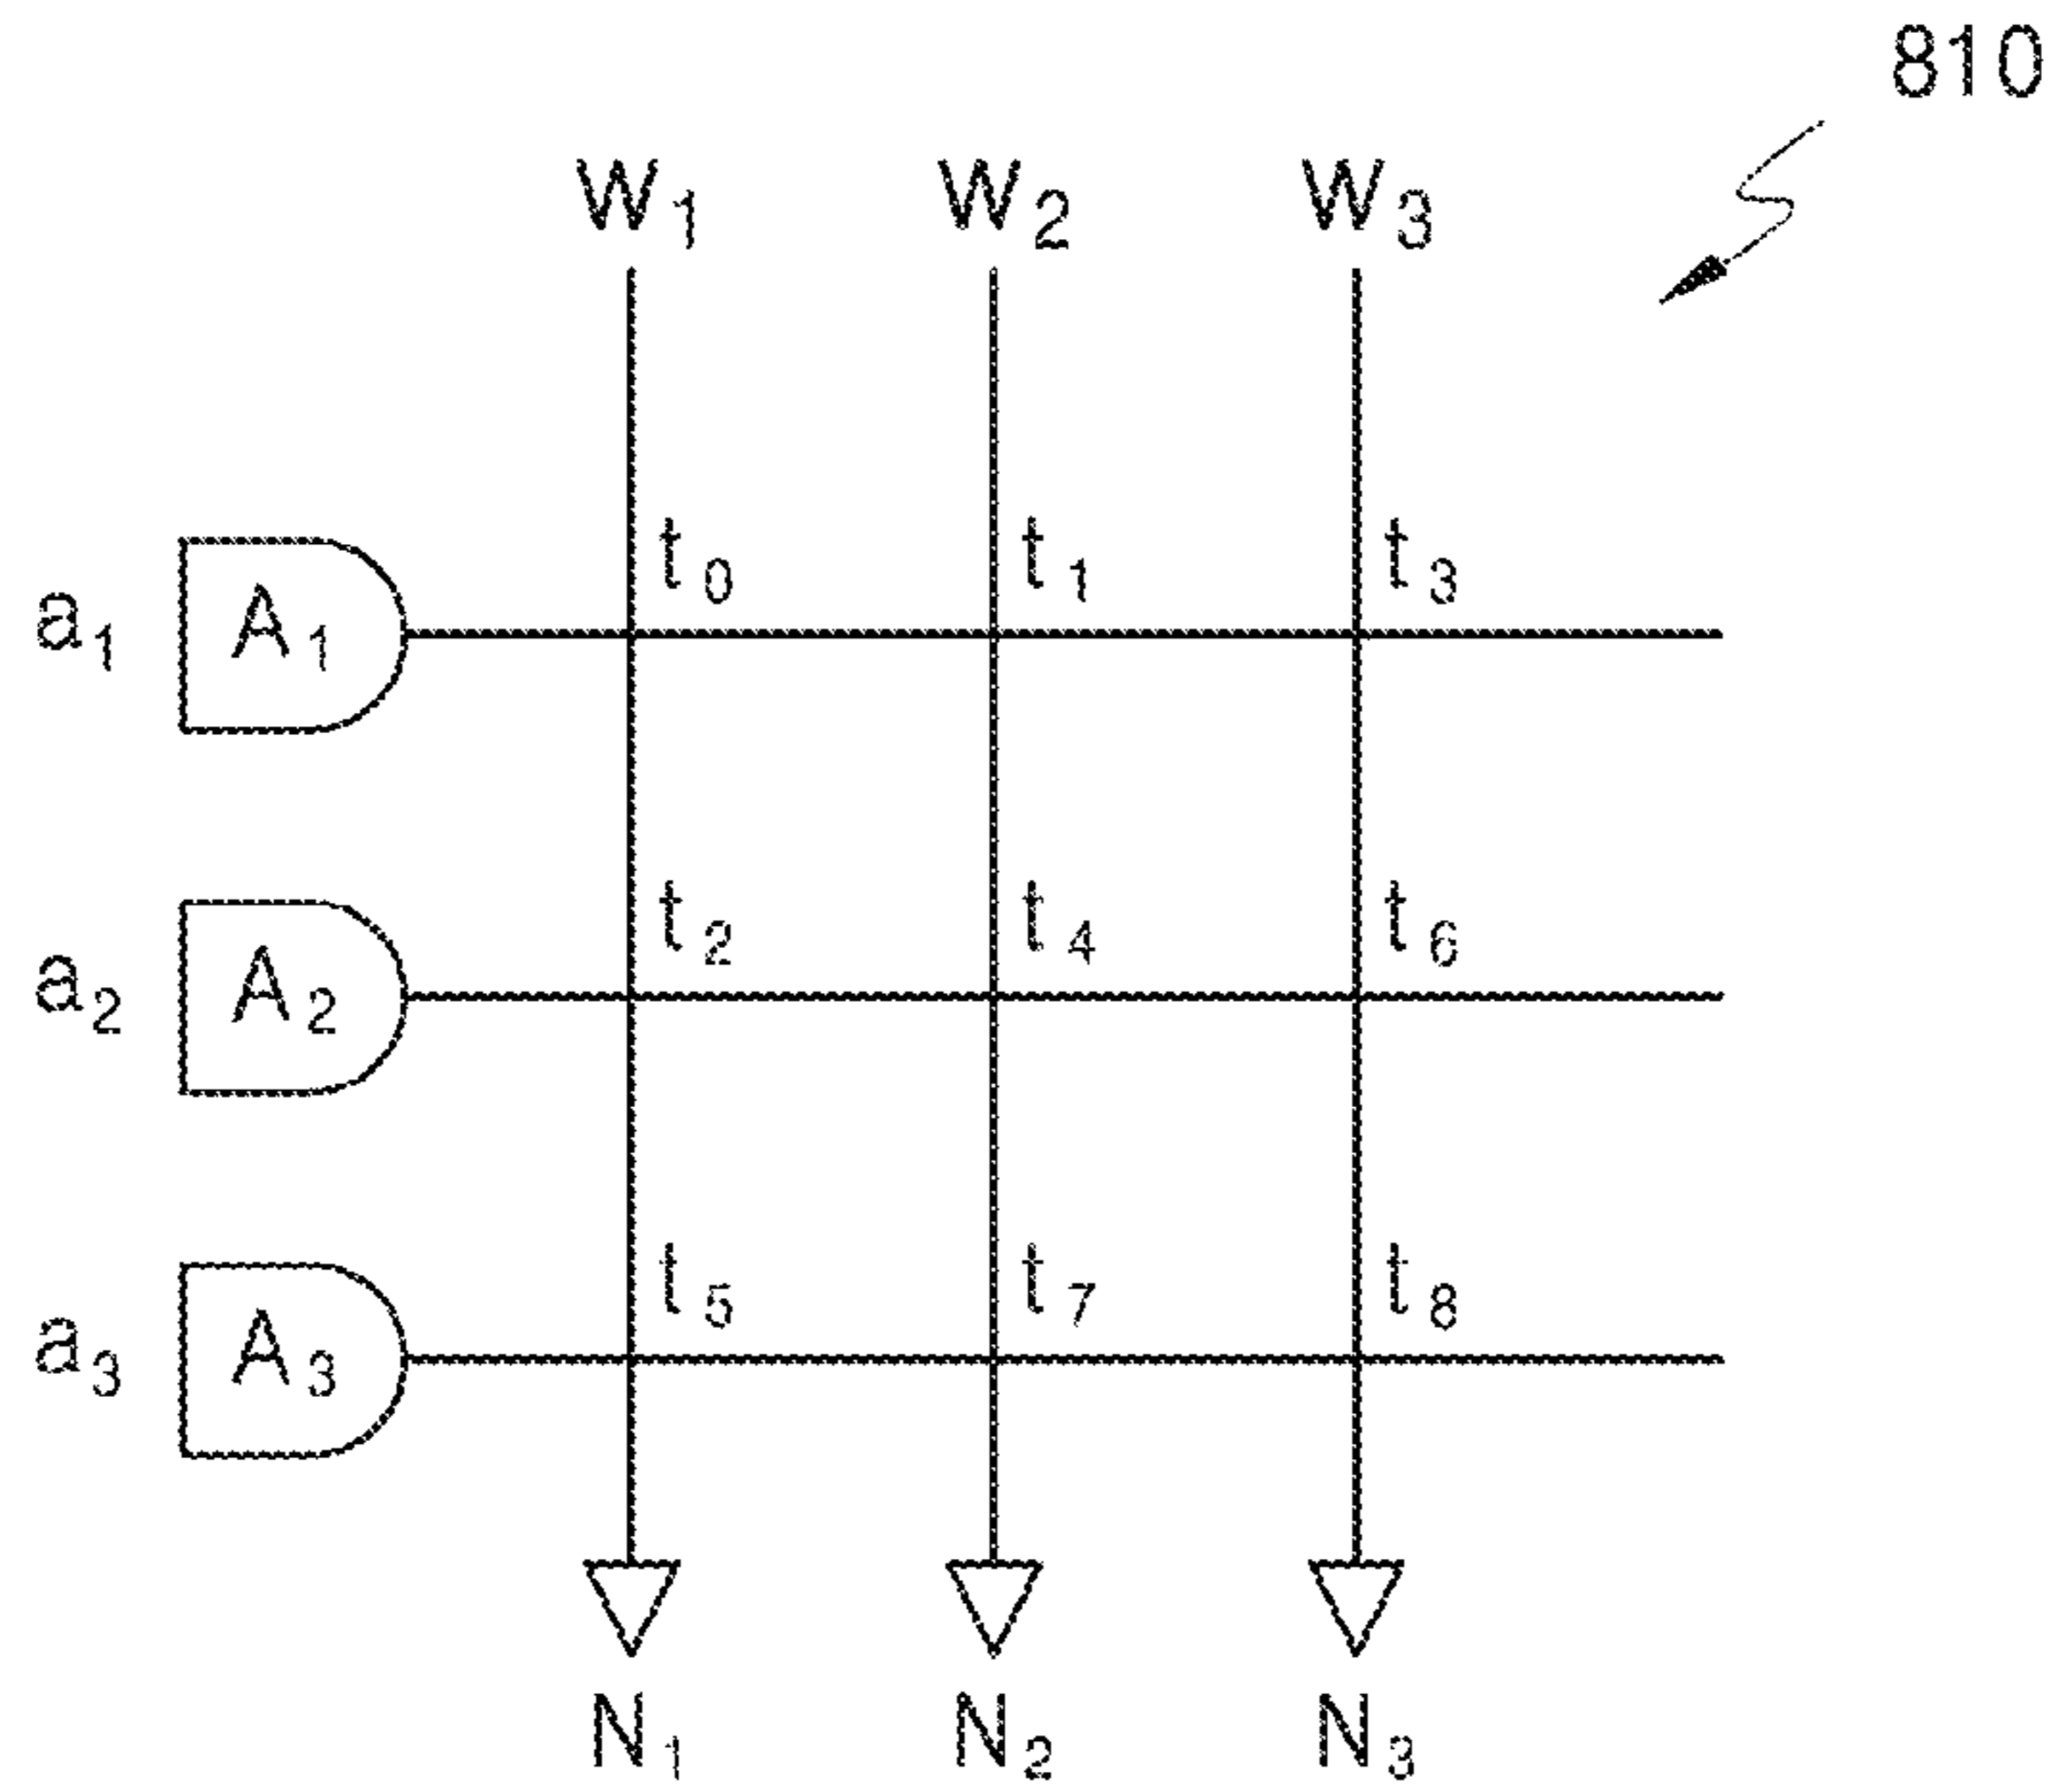 810
W₁ W₂ W₃
t₀ t₁ t₃
a₁ A₁
t₂ t₄ t₆
a₂ A₂
t₅ t₇ t₈
a₃ A₃
N₁ N₂ N₃